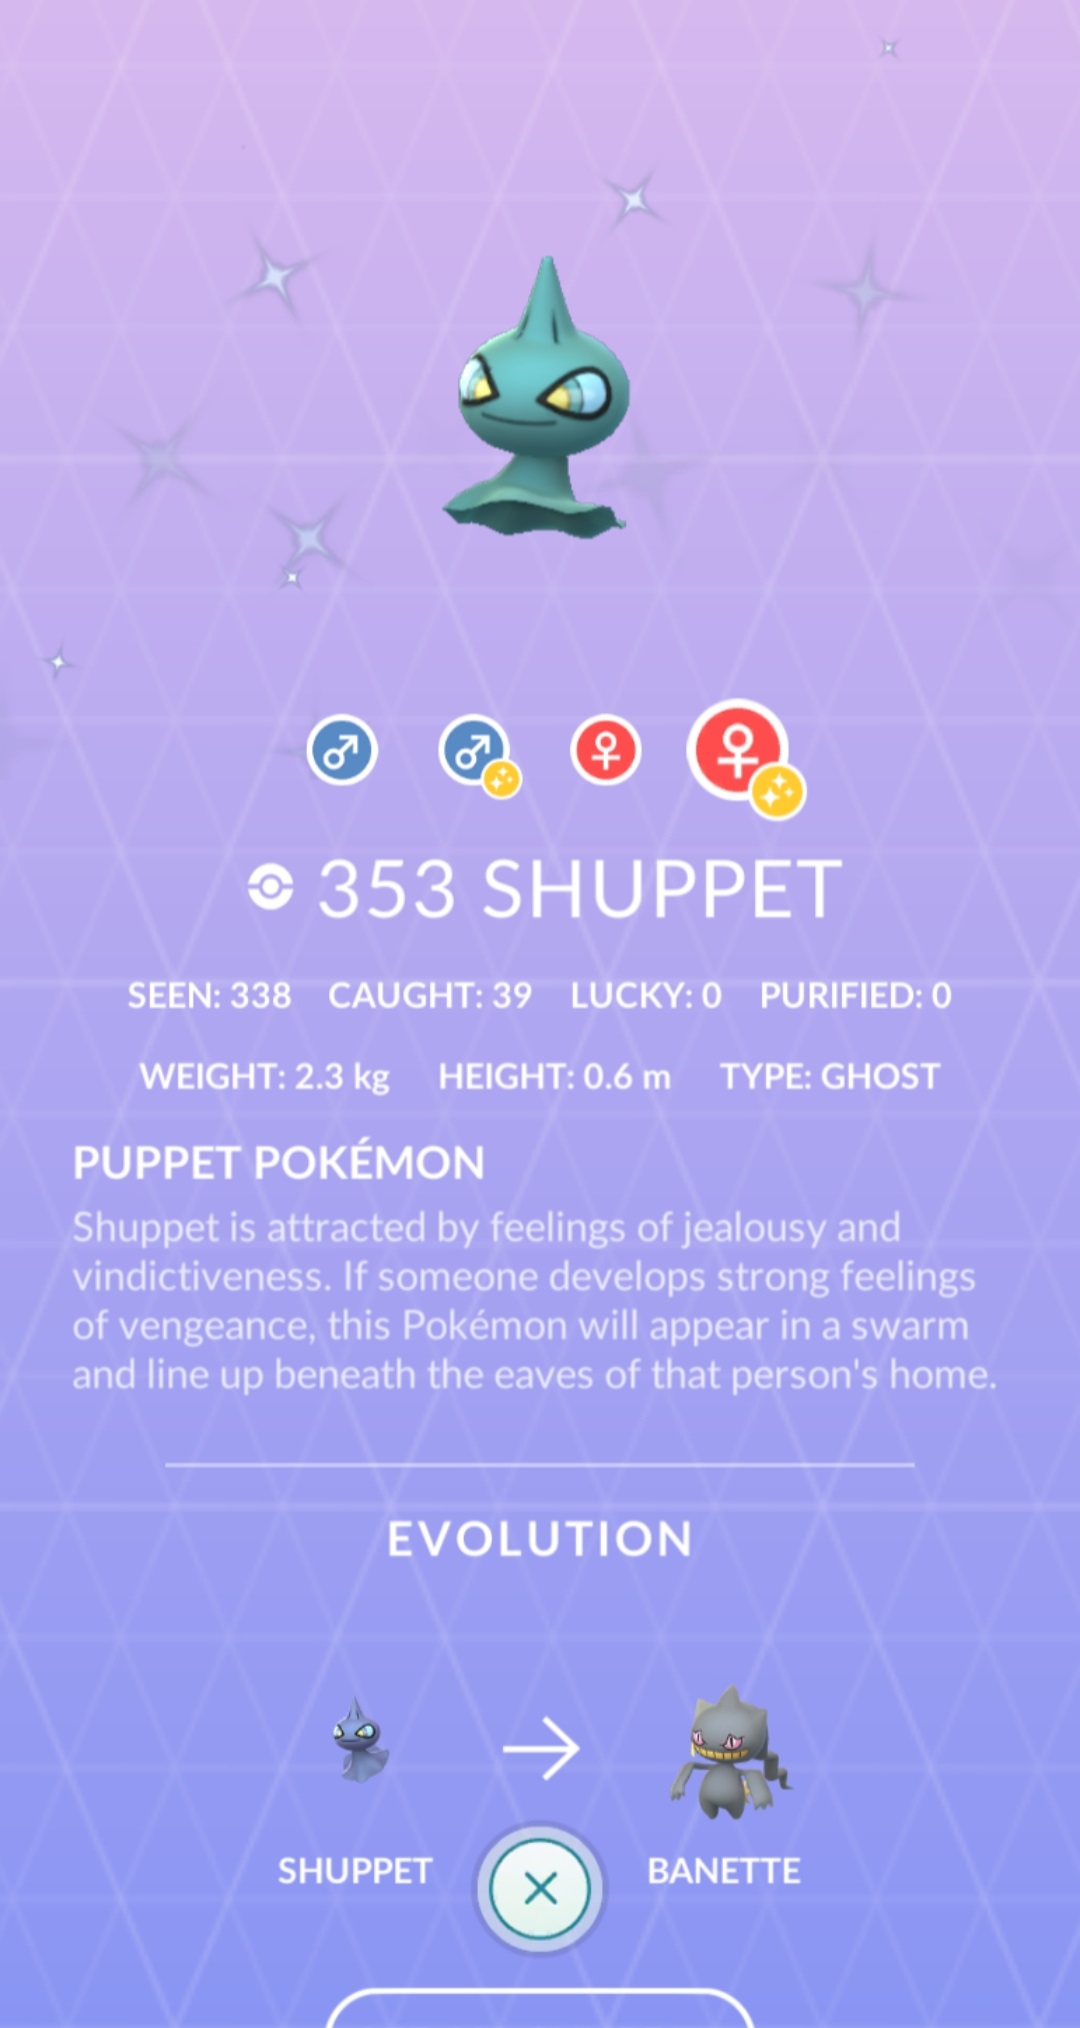 353 SHUPPET
SEEN: 338 CAUGHT: 39 LUCKY: 0 PURIFIED: 0
WEIGHT: 2.3 kg HEIGHT: 0.6 m TYPE: GHOST
PUPPET POKÉMON
Shuppet is attracted by feelings of jealousy and
vindictiveness. If someone develops strong feelings
of vengeance, this Pokémon will appear in a swarm
and line up beneath the eaves of that person's home.
EVOLUTION
SHUPPET BANETTE